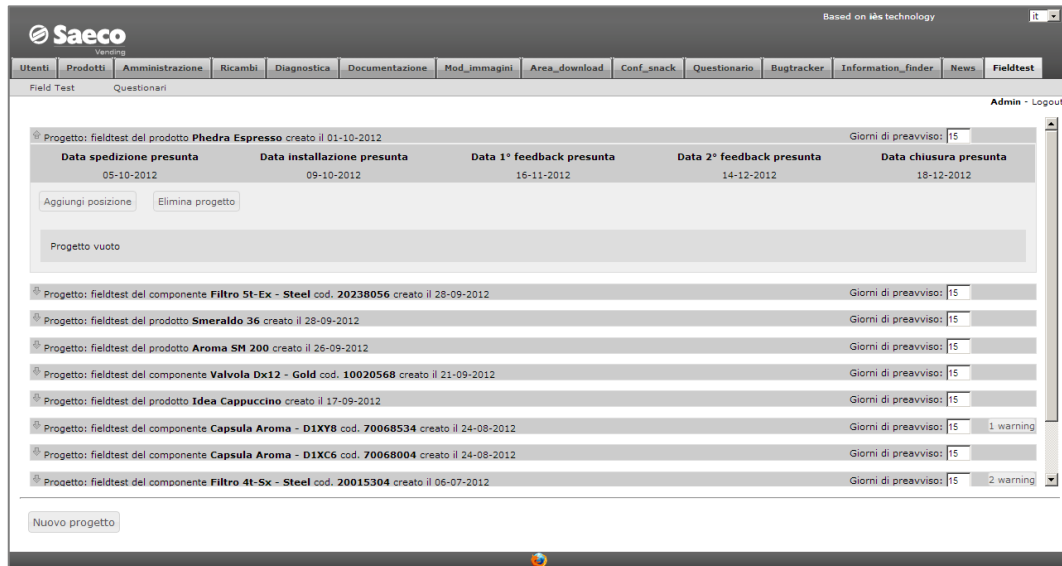 Based on iès technology
it
Saeco
Vending
Utenti Prodotti Amministrazione Ricambi Diagnostica Documentazione Mod_immagini Area_download Conf_snack Questionario Bugtracker Information_finder News Fieldtest
Field Test Questionari
Admin - Logout
Progetto: fieldtest del prodotto Phedra Espresso creato il 01-10-2012 Giorni di preavviso: 15
Data spedizione presunta Data installazione presunta Data 1° feedback presunta Data 2° feedback presunta Data chiusura presunta
05-10-2012 09-10-2012 16-11-2012 14-12-2012 18-12-2012
Aggiungi posizione Elimina progetto
Progetto vuoto
Progetto: fieldtest del componente Filtro 5t-Ex - Steel cod. 20238056 creato il 28-09-2012 Giorni di preavviso: 15
Progetto: fieldtest del prodotto Smeraldo 36 creato il 28-09-2012 Giorni di preavviso: 15
Progetto: fieldtest del prodotto Aroma SM 200 creato il 26-09-2012 Giorni di preavviso: 15
Progetto: fieldtest del componente Valvola Dx12 - Gold cod. 10020568 creato il 21-09-2012 Giorni di preavviso: 15
Progetto: fieldtest del prodotto Idea Cappuccino creato il 17-09-2012 Giorni di preavviso: 15
Progetto: fieldtest del componente Capsula Aroma - D1XY8 cod. 70068534 creato il 24-08-2012 Giorni di preavviso: 15 1 warning
Progetto: fieldtest del componente Capsula Aroma - D1XC6 cod. 70068004 creato il 24-08-2012 Giorni di preavviso: 15
Progetto: fieldtest del componente Filtro 4t-Sx - Steel cod. 20015304 creato il 06-07-2012 Giorni di preavviso: 15 2 warning
Nuovo progetto